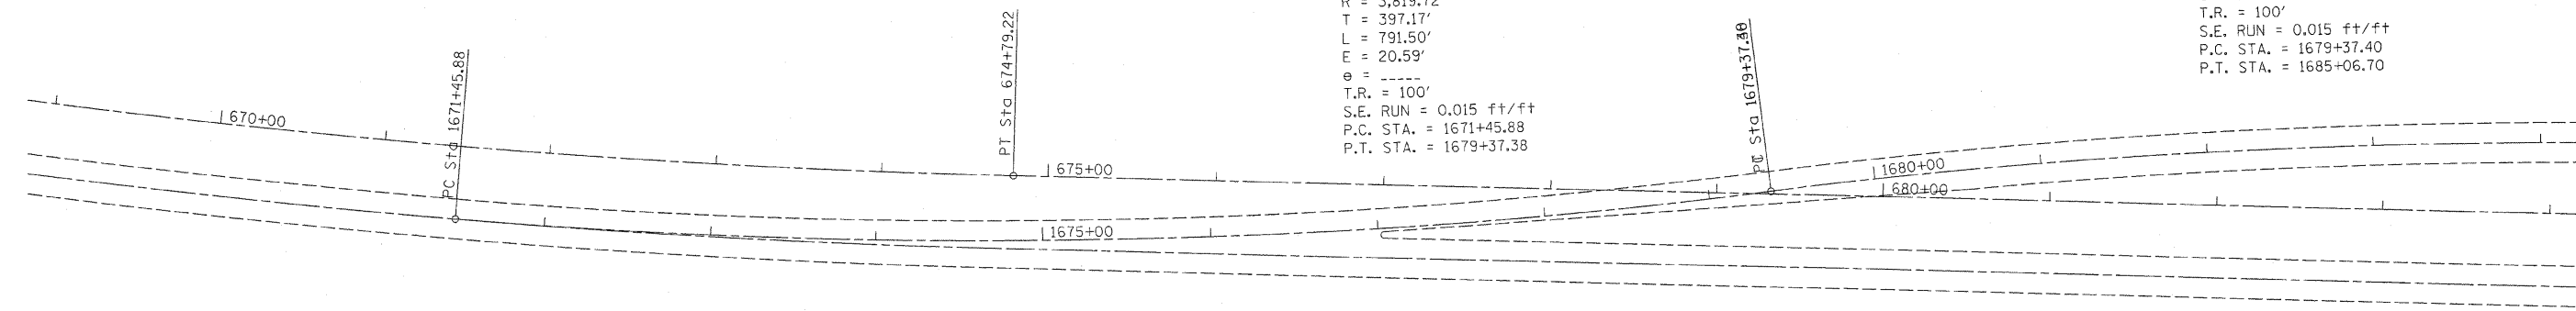 R = 3,819.72'
T = 397.17'
L = 791.50'
E = 20.59'
θ = -----
T.R. = 100'
S.E. RUN = 0.015 ft/ft
P.C. STA. = 1671+45.88
P.T. STA. = 1679+37.38
T.R. = 100'
S.E. RUN = 0.015 ft/ft
P.C. STA. = 1679+37.40
P.T. STA. = 1685+06.70
PC Sta 1671+45.88
PT Sta 674+79.22
Sta 1679+37
670+00
675+00
1675+00
1680+00
680+00